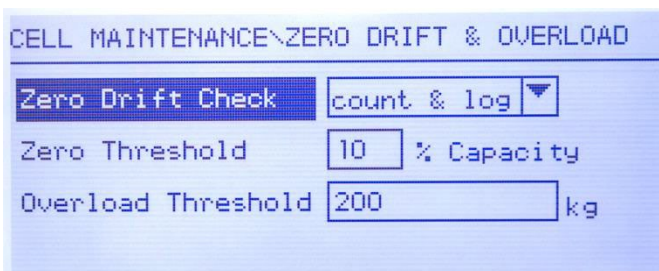 CELL MAINTENANCE\ZERO DRIFT & OVERLOAD
Zero Drift Check count & log
Zero Threshold 10 % Capacity
Overload Threshold 200 kg